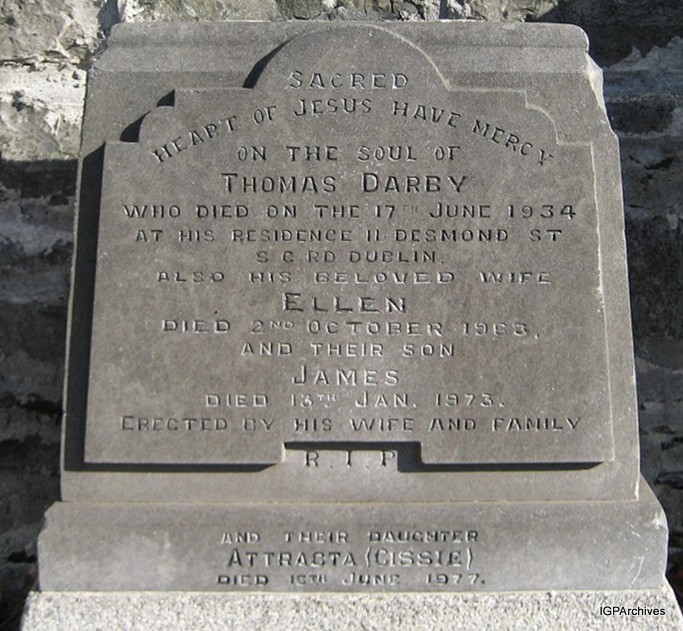 SACRED
HEART OF JESUS HAVE MERCY
ON THE SOUL OF
THOMAS DARBY
WHO DIED ON THE 17TH JUNE 1934
AT HIS RESIDENCE 11 DESMOND ST
S.C.RD DUBLIN.
ALSO HIS BELOVED WIFE
ELLEN
DIED 2ND OCTOBER 1963.
AND THEIR SON
JAMES
DIED 13TH JAN. 1973.
ERECTED BY HIS WIFE AND FAMILY
R.I.P
AND THEIR DAUGHTER
ATTRACTA (CISSIE)
DIED JUNE 1977.
IGPArchives